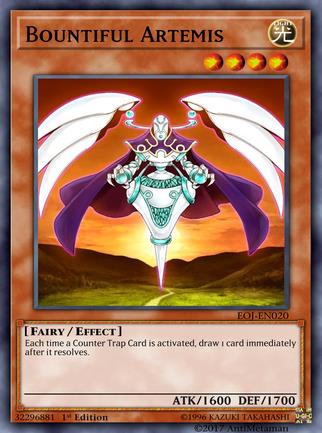 Bountiful Artemis
光
EOJ-EN020
[ Fairy / Effect ]
Each time a Counter Trap Card is activated, draw 1 card immediately
after it resolves.
ATK/1600 DEF/1700
32296881 1st Edition ©1996 KAZUKI TAKAHASHI
©2017 AntiMetaman